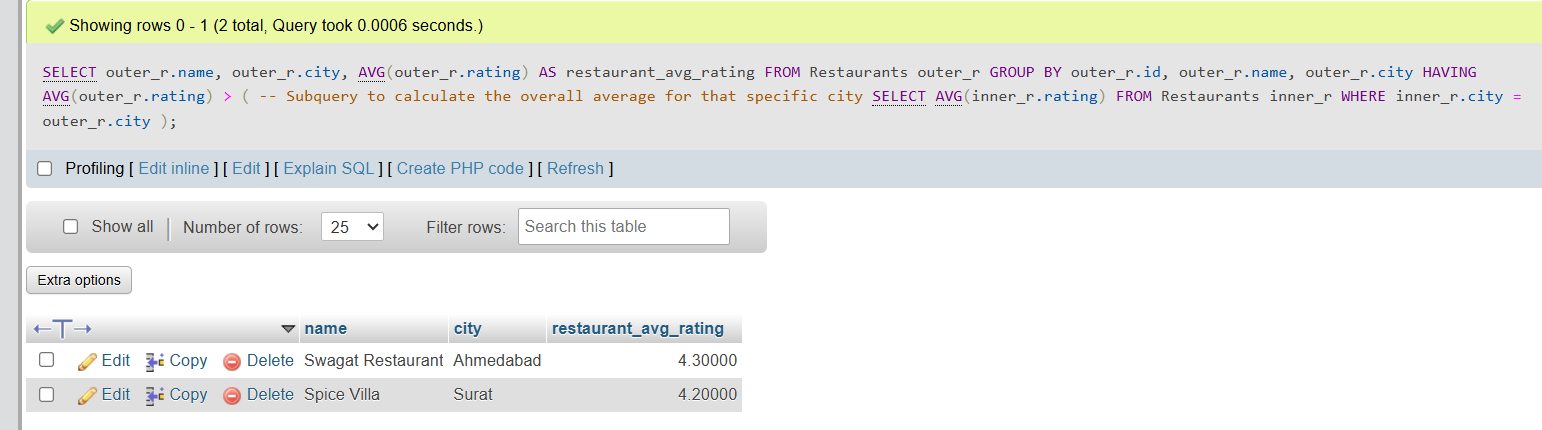 Showing rows 0 - 1 (2 total, Query took 0.0006 seconds.)
SELECT outer_r.name, outer_r.city, AVG(outer_r.rating) AS restaurant_avg_rating FROM Restaurants outer_r GROUP BY outer_r.id, outer_r.name, outer_r.city HAVING
AVG(outer_r.rating) > ( -- Subquery to calculate the overall average for that specific city SELECT AVG(inner_r.rating) FROM Restaurants inner_r WHERE inner_r.city =
outer_r.city );
Profiling [ Edit inline ] [ Edit ] [ Explain SQL ] [ Create PHP code ] [ Refresh ]
Show all Number of rows: 25 Filter rows: Search this table
Extra options
name city restaurant_avg_rating
Edit Copy Delete Swagat Restaurant Ahmedabad 4.30000
Edit Copy Delete Spice Villa Surat 4.20000